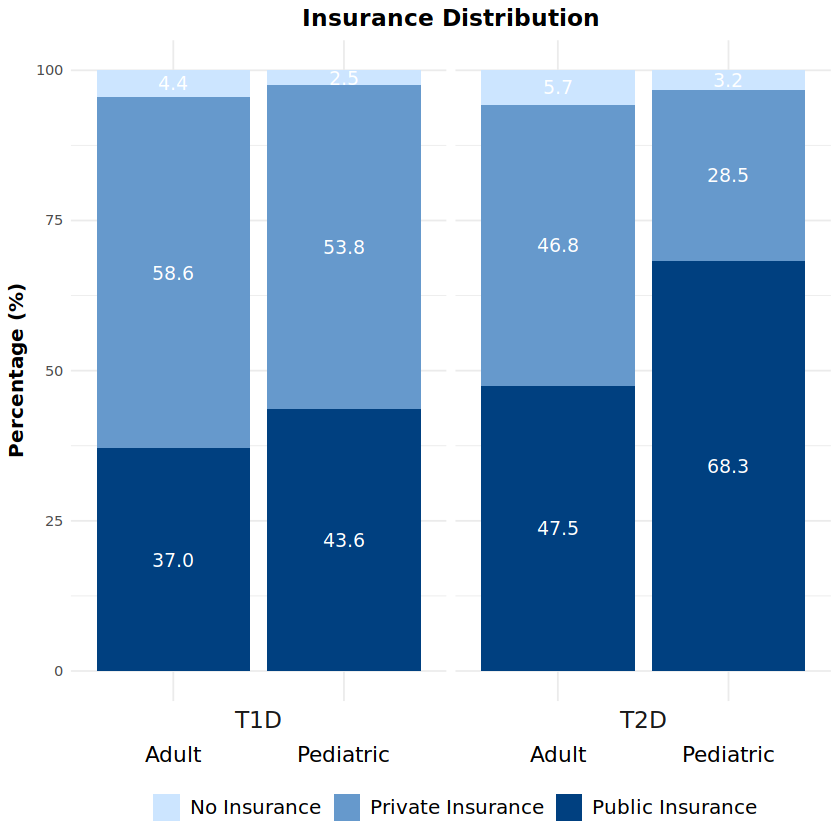 Insurance Distribution
Percentage (%)
100
75
50
25
0
4.4 2.5 5.7 3.2
58.6 53.8 46.8 28.5
37.0 43.6 47.5 68.3
T1D T2D
Adult Pediatric Adult Pediatric
No Insurance Private Insurance Public Insurance